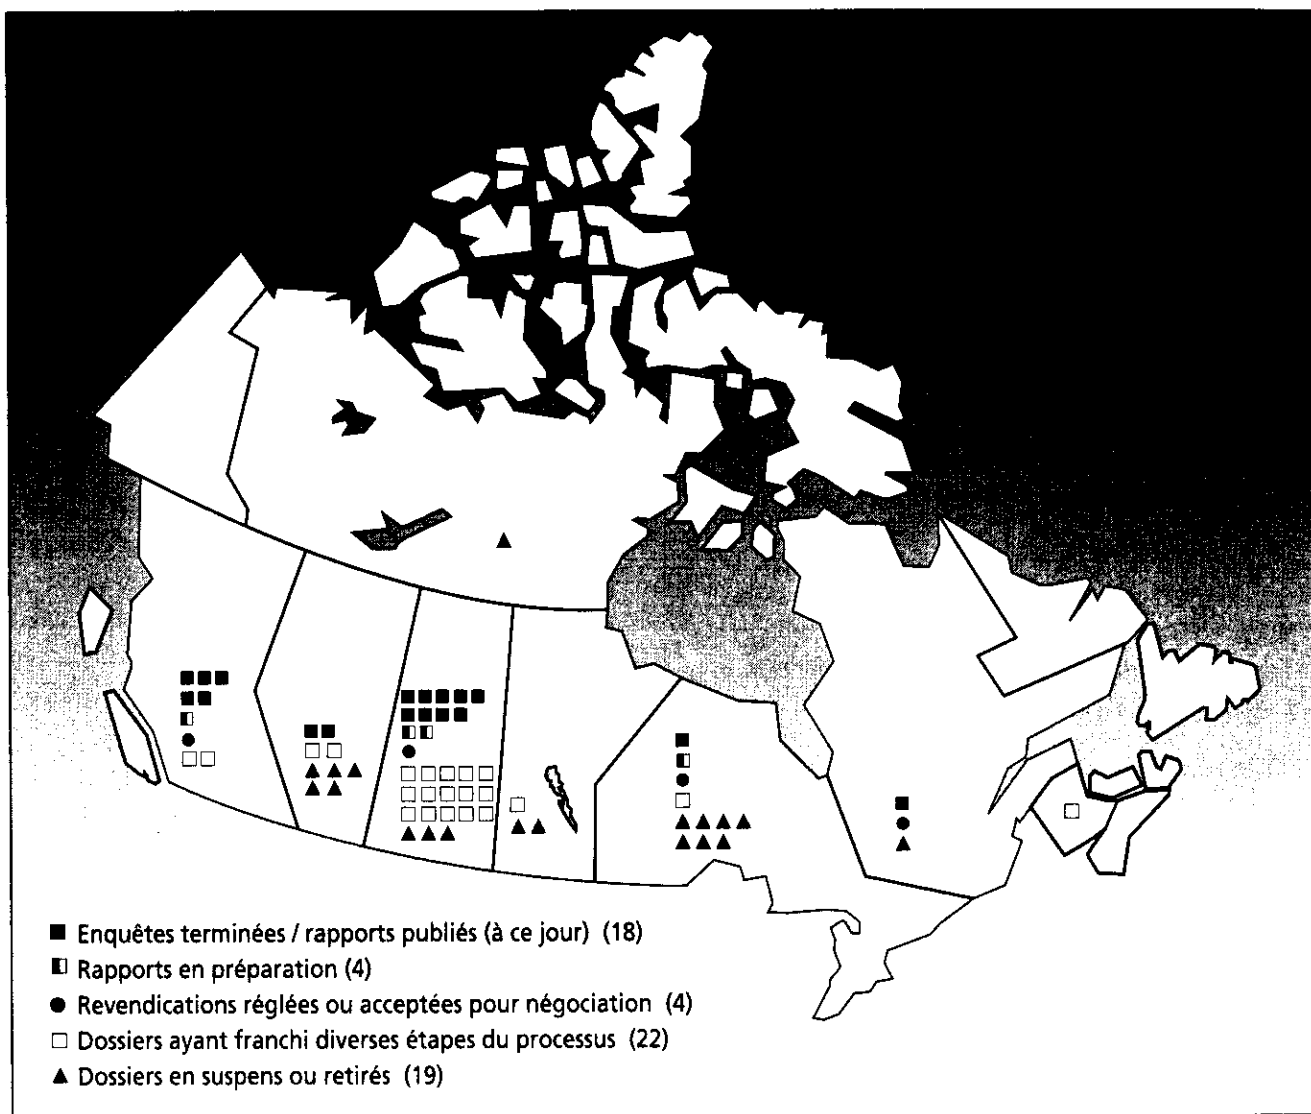 Enquêtes terminées / rapports publiés (à ce jour) (18)
Rapports en préparation (4)
Revendications réglées ou acceptées pour négociation (4)
Dossiers ayant franchi diverses étapes du processus (22)
Dossiers en suspens ou retirés (19)